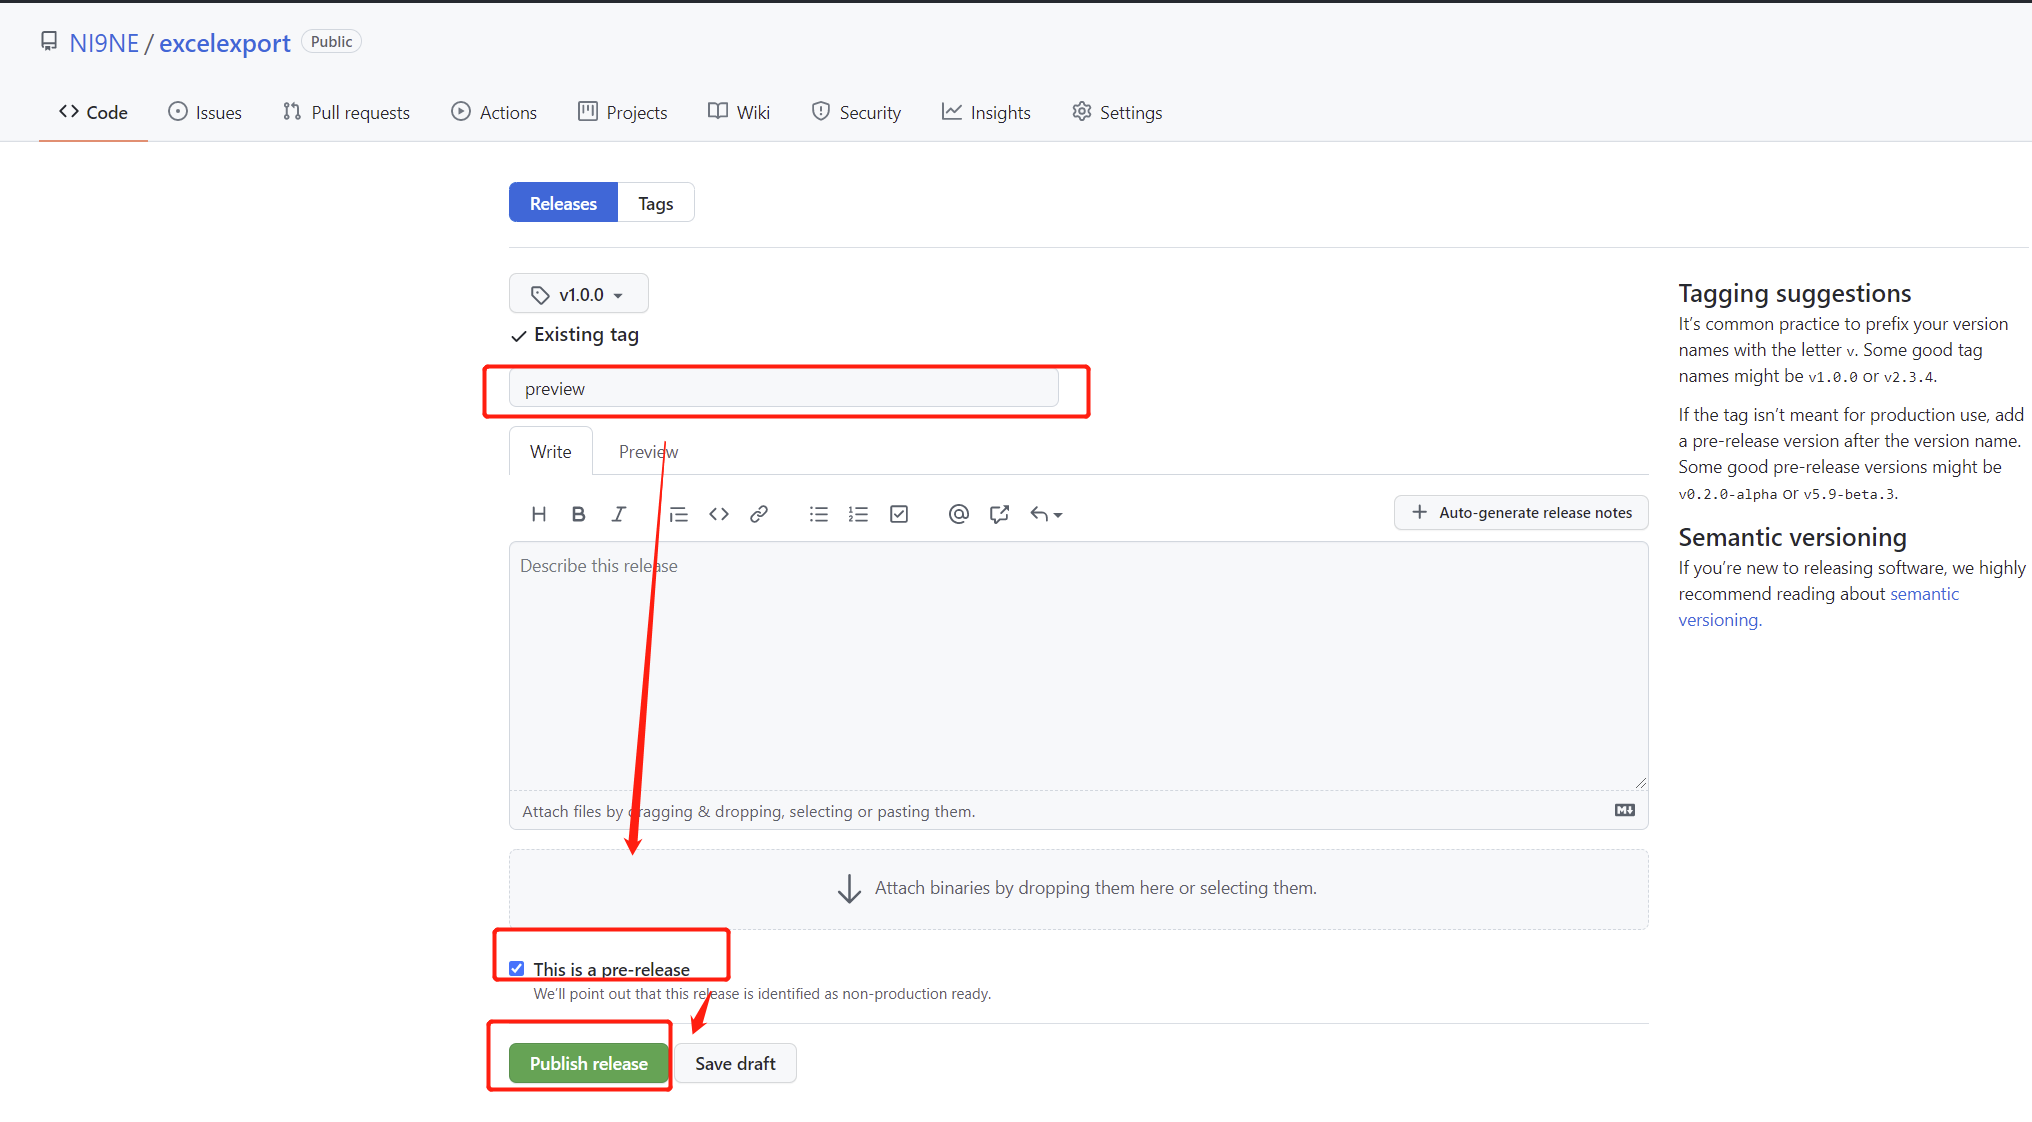 NI9NE / excelexport Public
Code Issues Pull requests Actions Projects Wiki Security Insights Settings
Releases Tags
v1.0.0
Existing tag
preview
Write Preview
H B I
Auto-generate release notes
Describe this release
Attach files by dragging & dropping, selecting or pasting them.
Attach binaries by dropping them here or selecting them.
This is a pre-release
We'll point out that this release is identified as non-production ready.
Publish release Save draft
Tagging suggestions
It's common practice to prefix your version
names with the letter v. Some good tag
names might be v1.0.0 or v2.3.4.
If the tag isn't meant for production use, add
a pre-release version after the version name.
Some good pre-release versions might be
v0.2.0-alpha or v5.9-beta.3.
Semantic versioning
If you're new to releasing software, we highly
recommend reading about semantic
versioning.